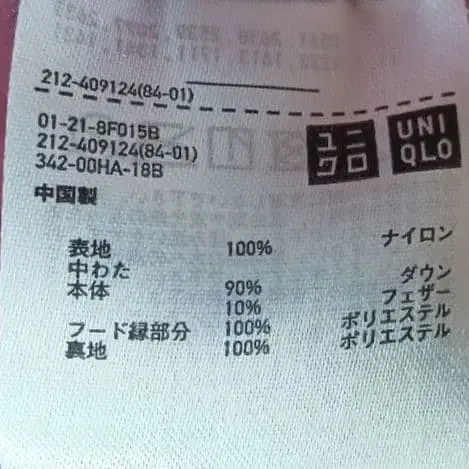 212-409124(84-01)
01-21-8F015B
212-409124(84-01)
342-00HA-18B
ユニ
クロ
UNI
QLO
中国製
表地 100% ナイロン
中わた
本体 90% ダウン
10% フェザー
フード縁部分 100% ポリエステル
裏地 100% ポリエステル